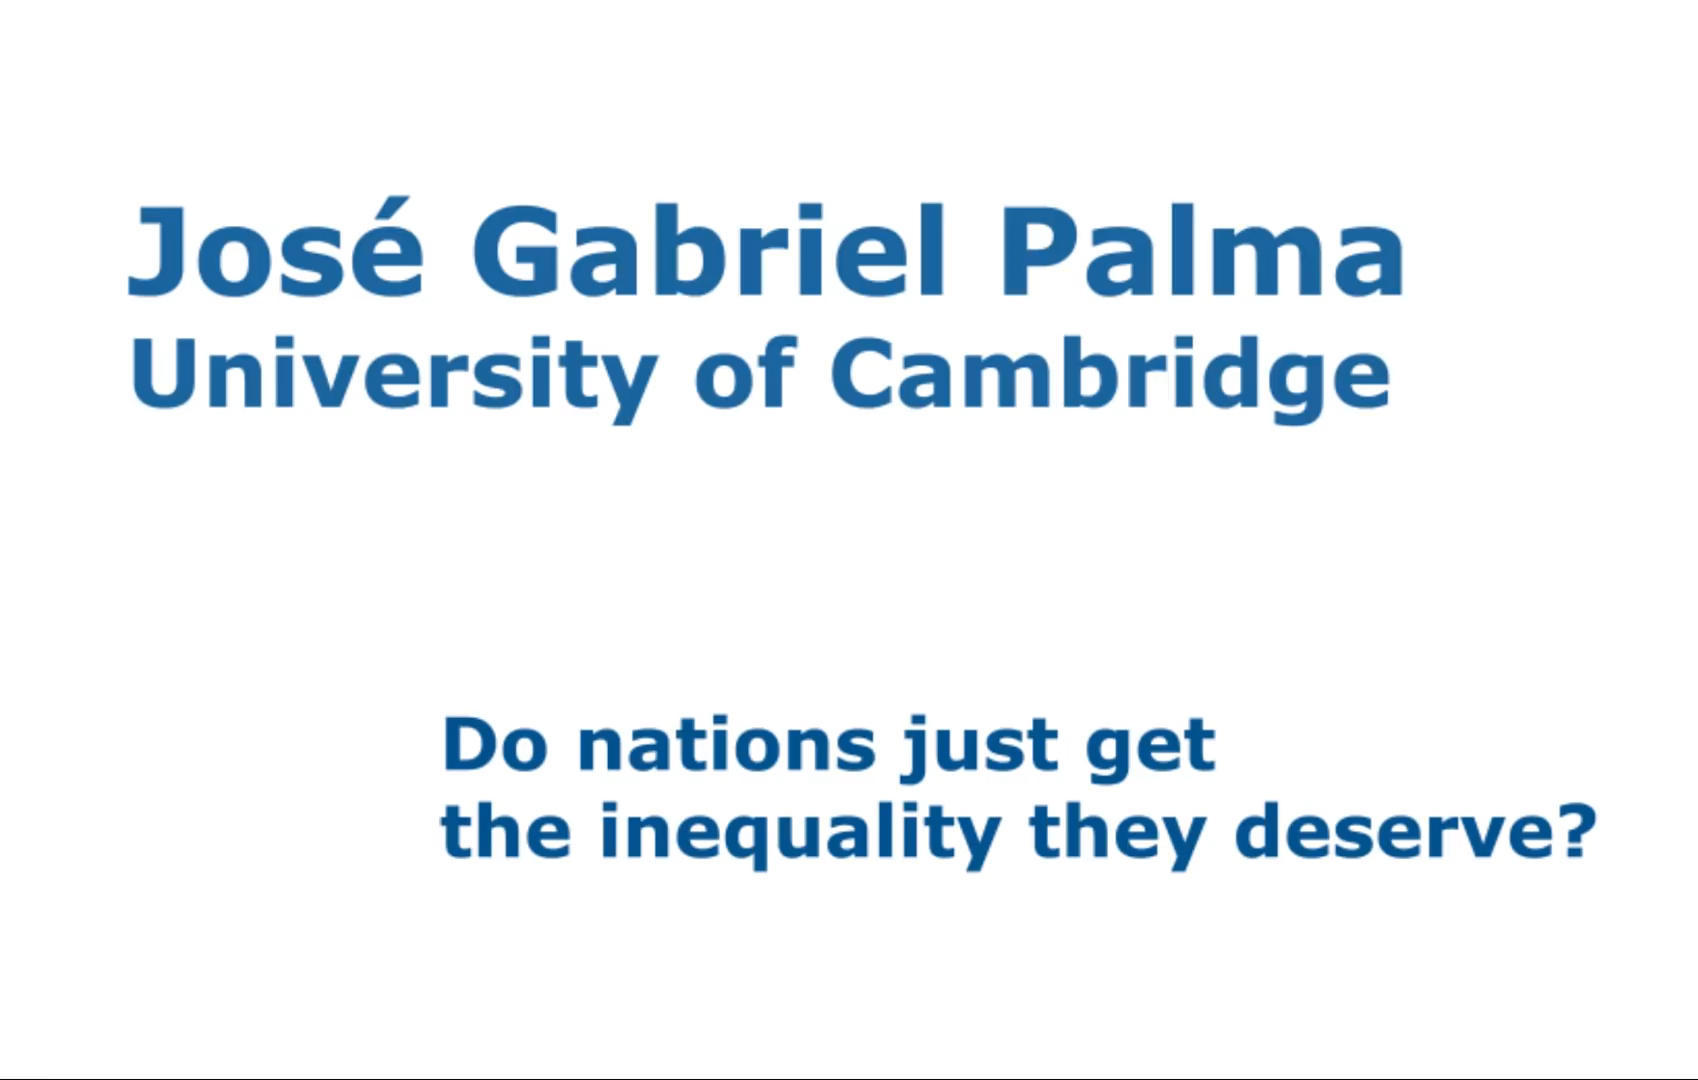 José Gabriel Palma
University of Cambridge
Do nations just get
the inequality they deserve?